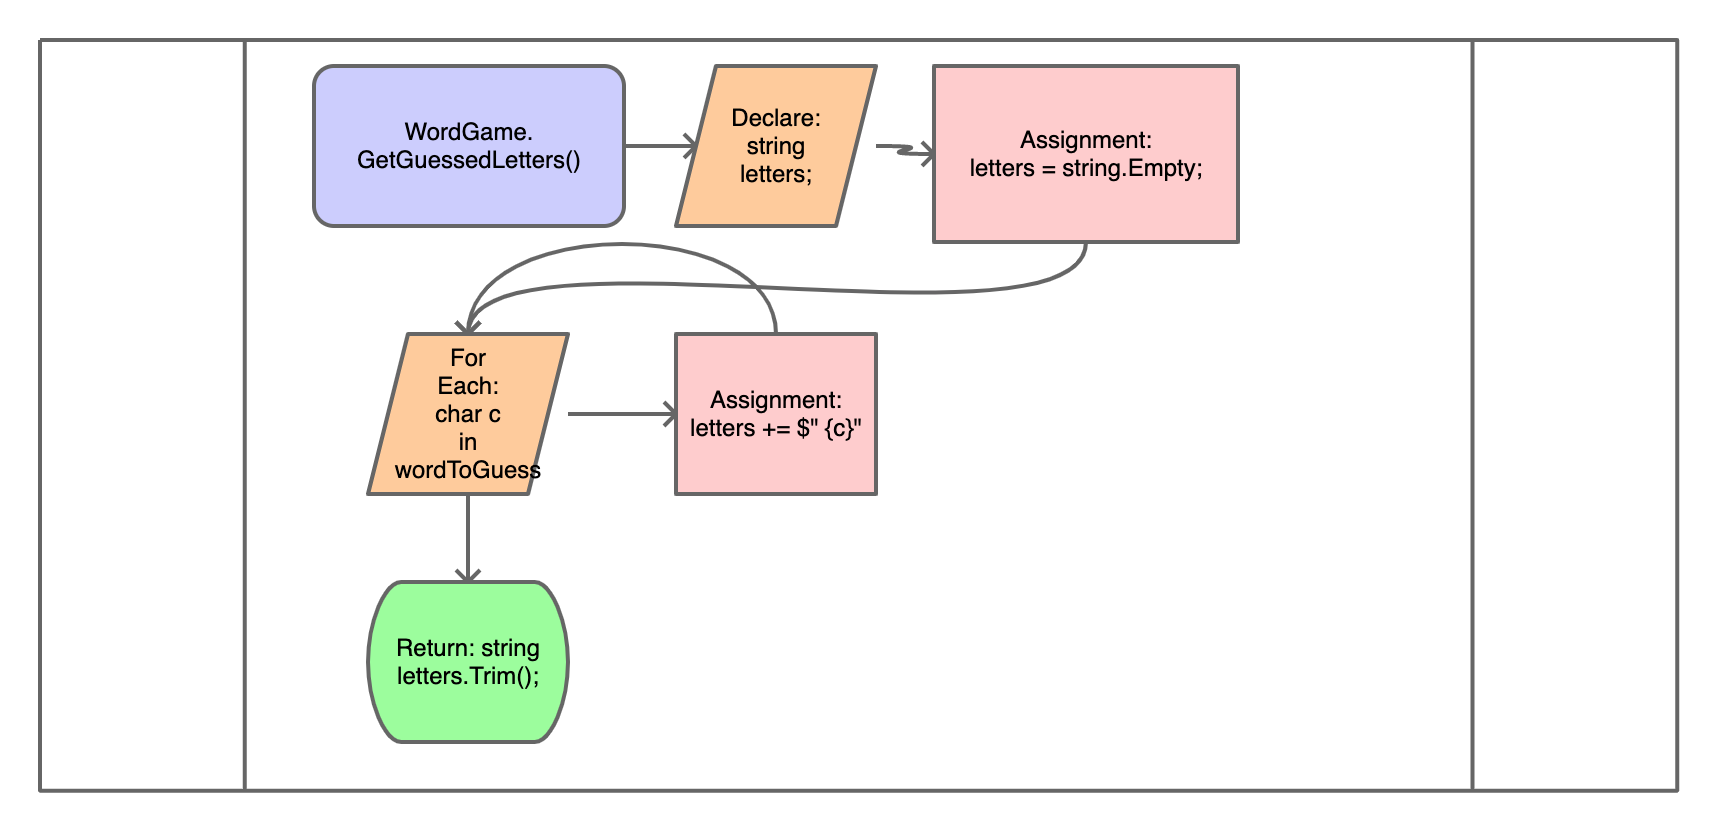 WordGame.
GetGuessedLetters()
Declare:
string
letters;
Assignment:
letters = string.Empty;
For
Each:
char c
in
wordToGuess
Assignment:
letters += $" {c}"
Return: string
letters.Trim();